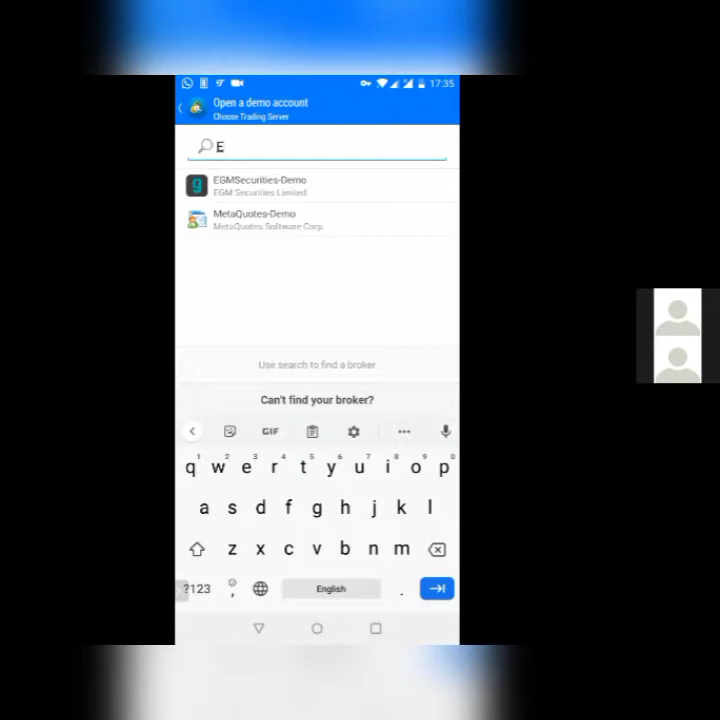 17:35
Open a demo account
Choose Trading Server
E
EGMSecurities-Demo
EGM Securities Limited
MetaQuotes-Demo
MetaQuotes Software Corp.
Use search to find a broker
Can't find your broker?
GIF
1 2 3 4 5 6 7 8 9 0
q w e r t y u i o p
a s d f g h j k l
z x c v b n m
?123 , English .